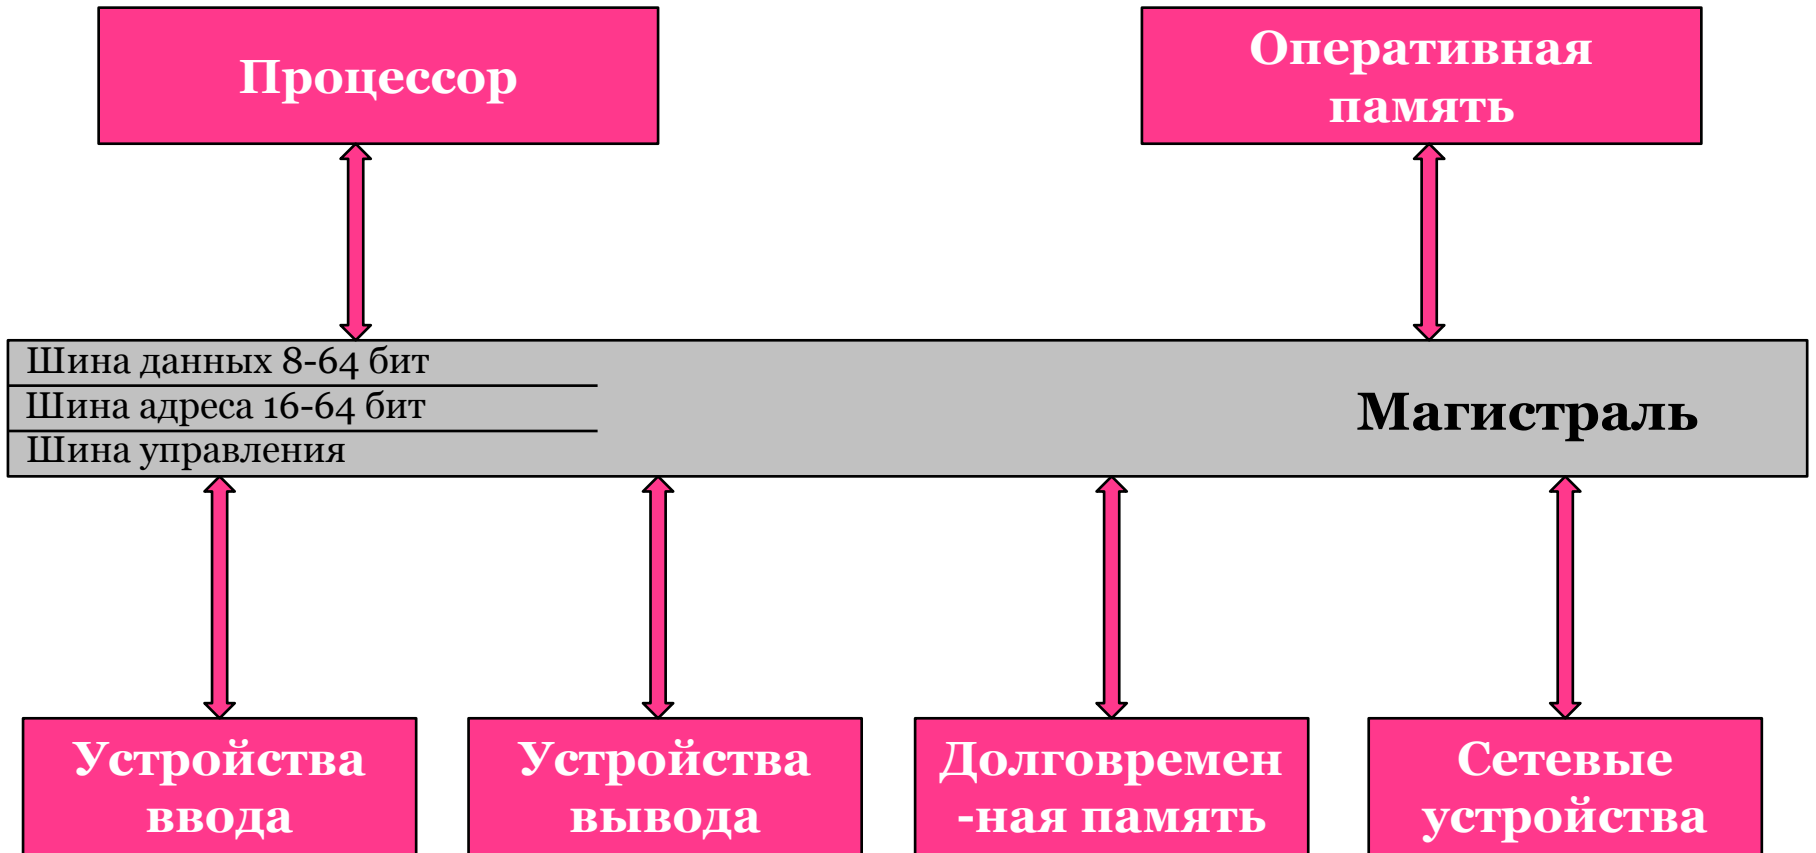 Процессор
Оперативная
память
Шина данных 8-64 бит
Шина адреса 16-64 бит
Шина управления
Магистраль
Устройства
ввода
Устройства
вывода
Долговремен
-ная память
Сетевые
устройства